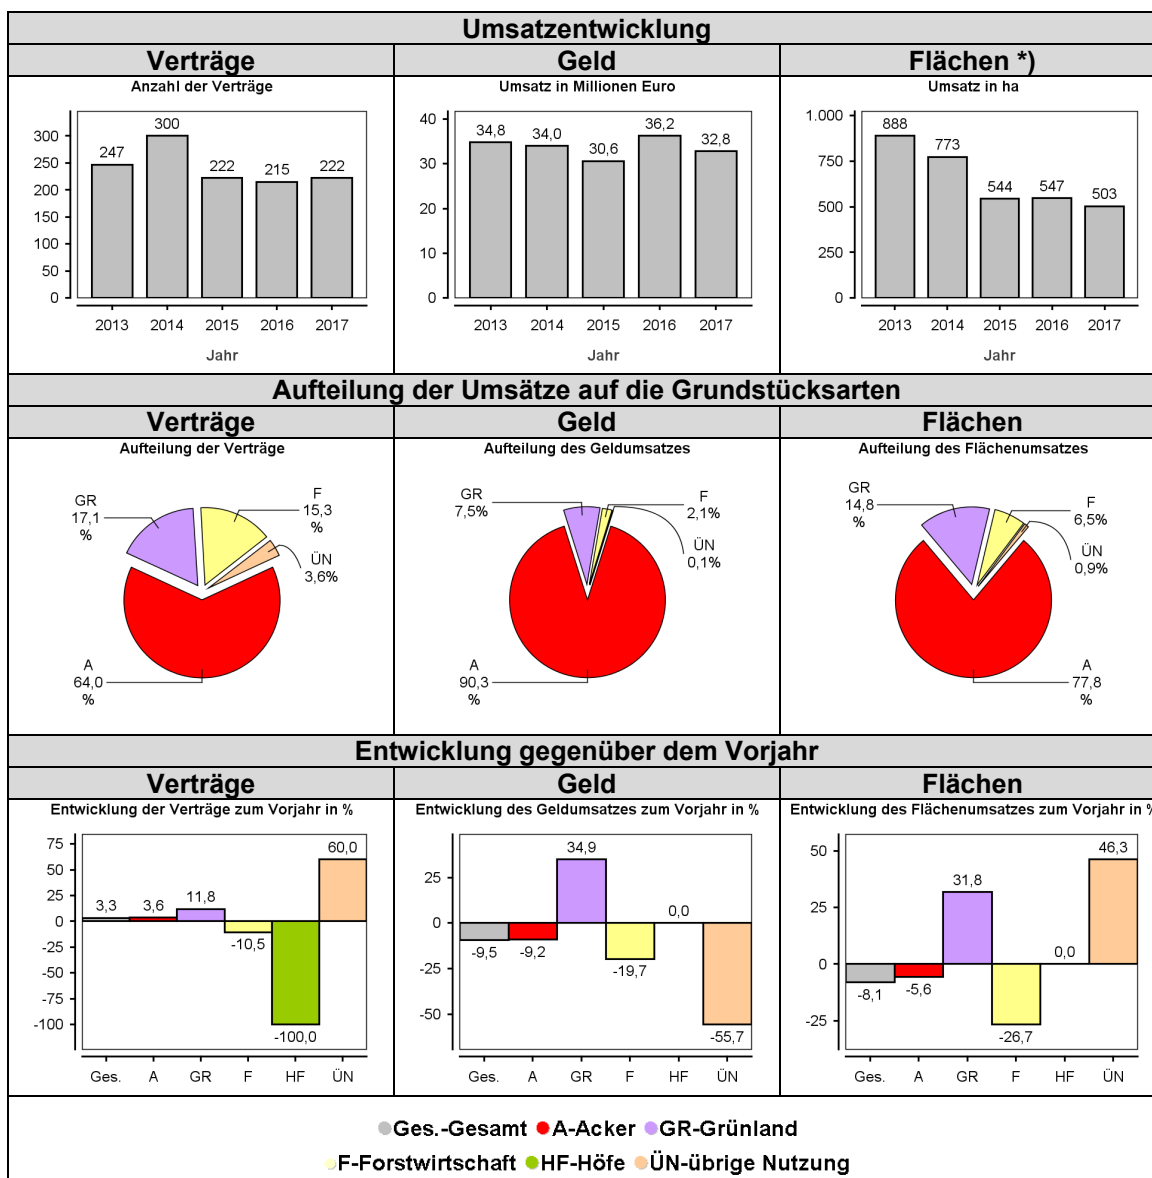 Umsatzentwicklung
Verträge
Geld
Flächen *)
Anzahl der Verträge
300
250
200
150
100
50
0
247
300
222
215
222
2013 2014 2015 2016 2017
Jahr
Umsatz in Millionen Euro
40
30
20
10
0
34,8
34,0
30,6
36,2
32,8
2013 2014 2015 2016 2017
Jahr
Umsatz in ha
1.000
750
500
250
0
888
773
544
547
503
2013 2014 2015 2016 2017
Jahr
Aufteilung der Umsätze auf die Grundstücksarten
Verträge
Geld
Flächen
Aufteilung der Verträge
GR
17,1
%
F
15,3
%
ÜN
3,6%
A
64,0
%
Aufteilung des Geldumsatzes
GR
7,5%
F
2,1%
ÜN
0,1%
A
90,3
%
Aufteilung des Flächenumsatzes
GR
14,8
%
F
6,5%
ÜN
0,9%
A
77,8
%
Entwicklung gegenüber dem Vorjahr
Verträge
Geld
Flächen
Entwicklung der Verträge zum Vorjahr in %
75
50
25
0
-25
-50
-75
-100
3,3
3,6
11,8
-10,5
-100,0
60,0
Ges. A GR F HF ÜN
Entwicklung des Geldumsatzes zum Vorjahr in %
25
0
-25
-50
-9,5
-9,2
34,9
-19,7
0,0
-55,7
Ges. A GR F HF ÜN
Entwicklung des Flächenumsatzes zum Vorjahr in %
50
25
0
-25
-8,1
-5,6
31,8
-26,7
0,0
46,3
Ges. A GR F HF ÜN
Ges.-Gesamt A-Acker GR-Grünland
F-Forstwirtschaft HF-Höfe ÜN-übrige Nutzung